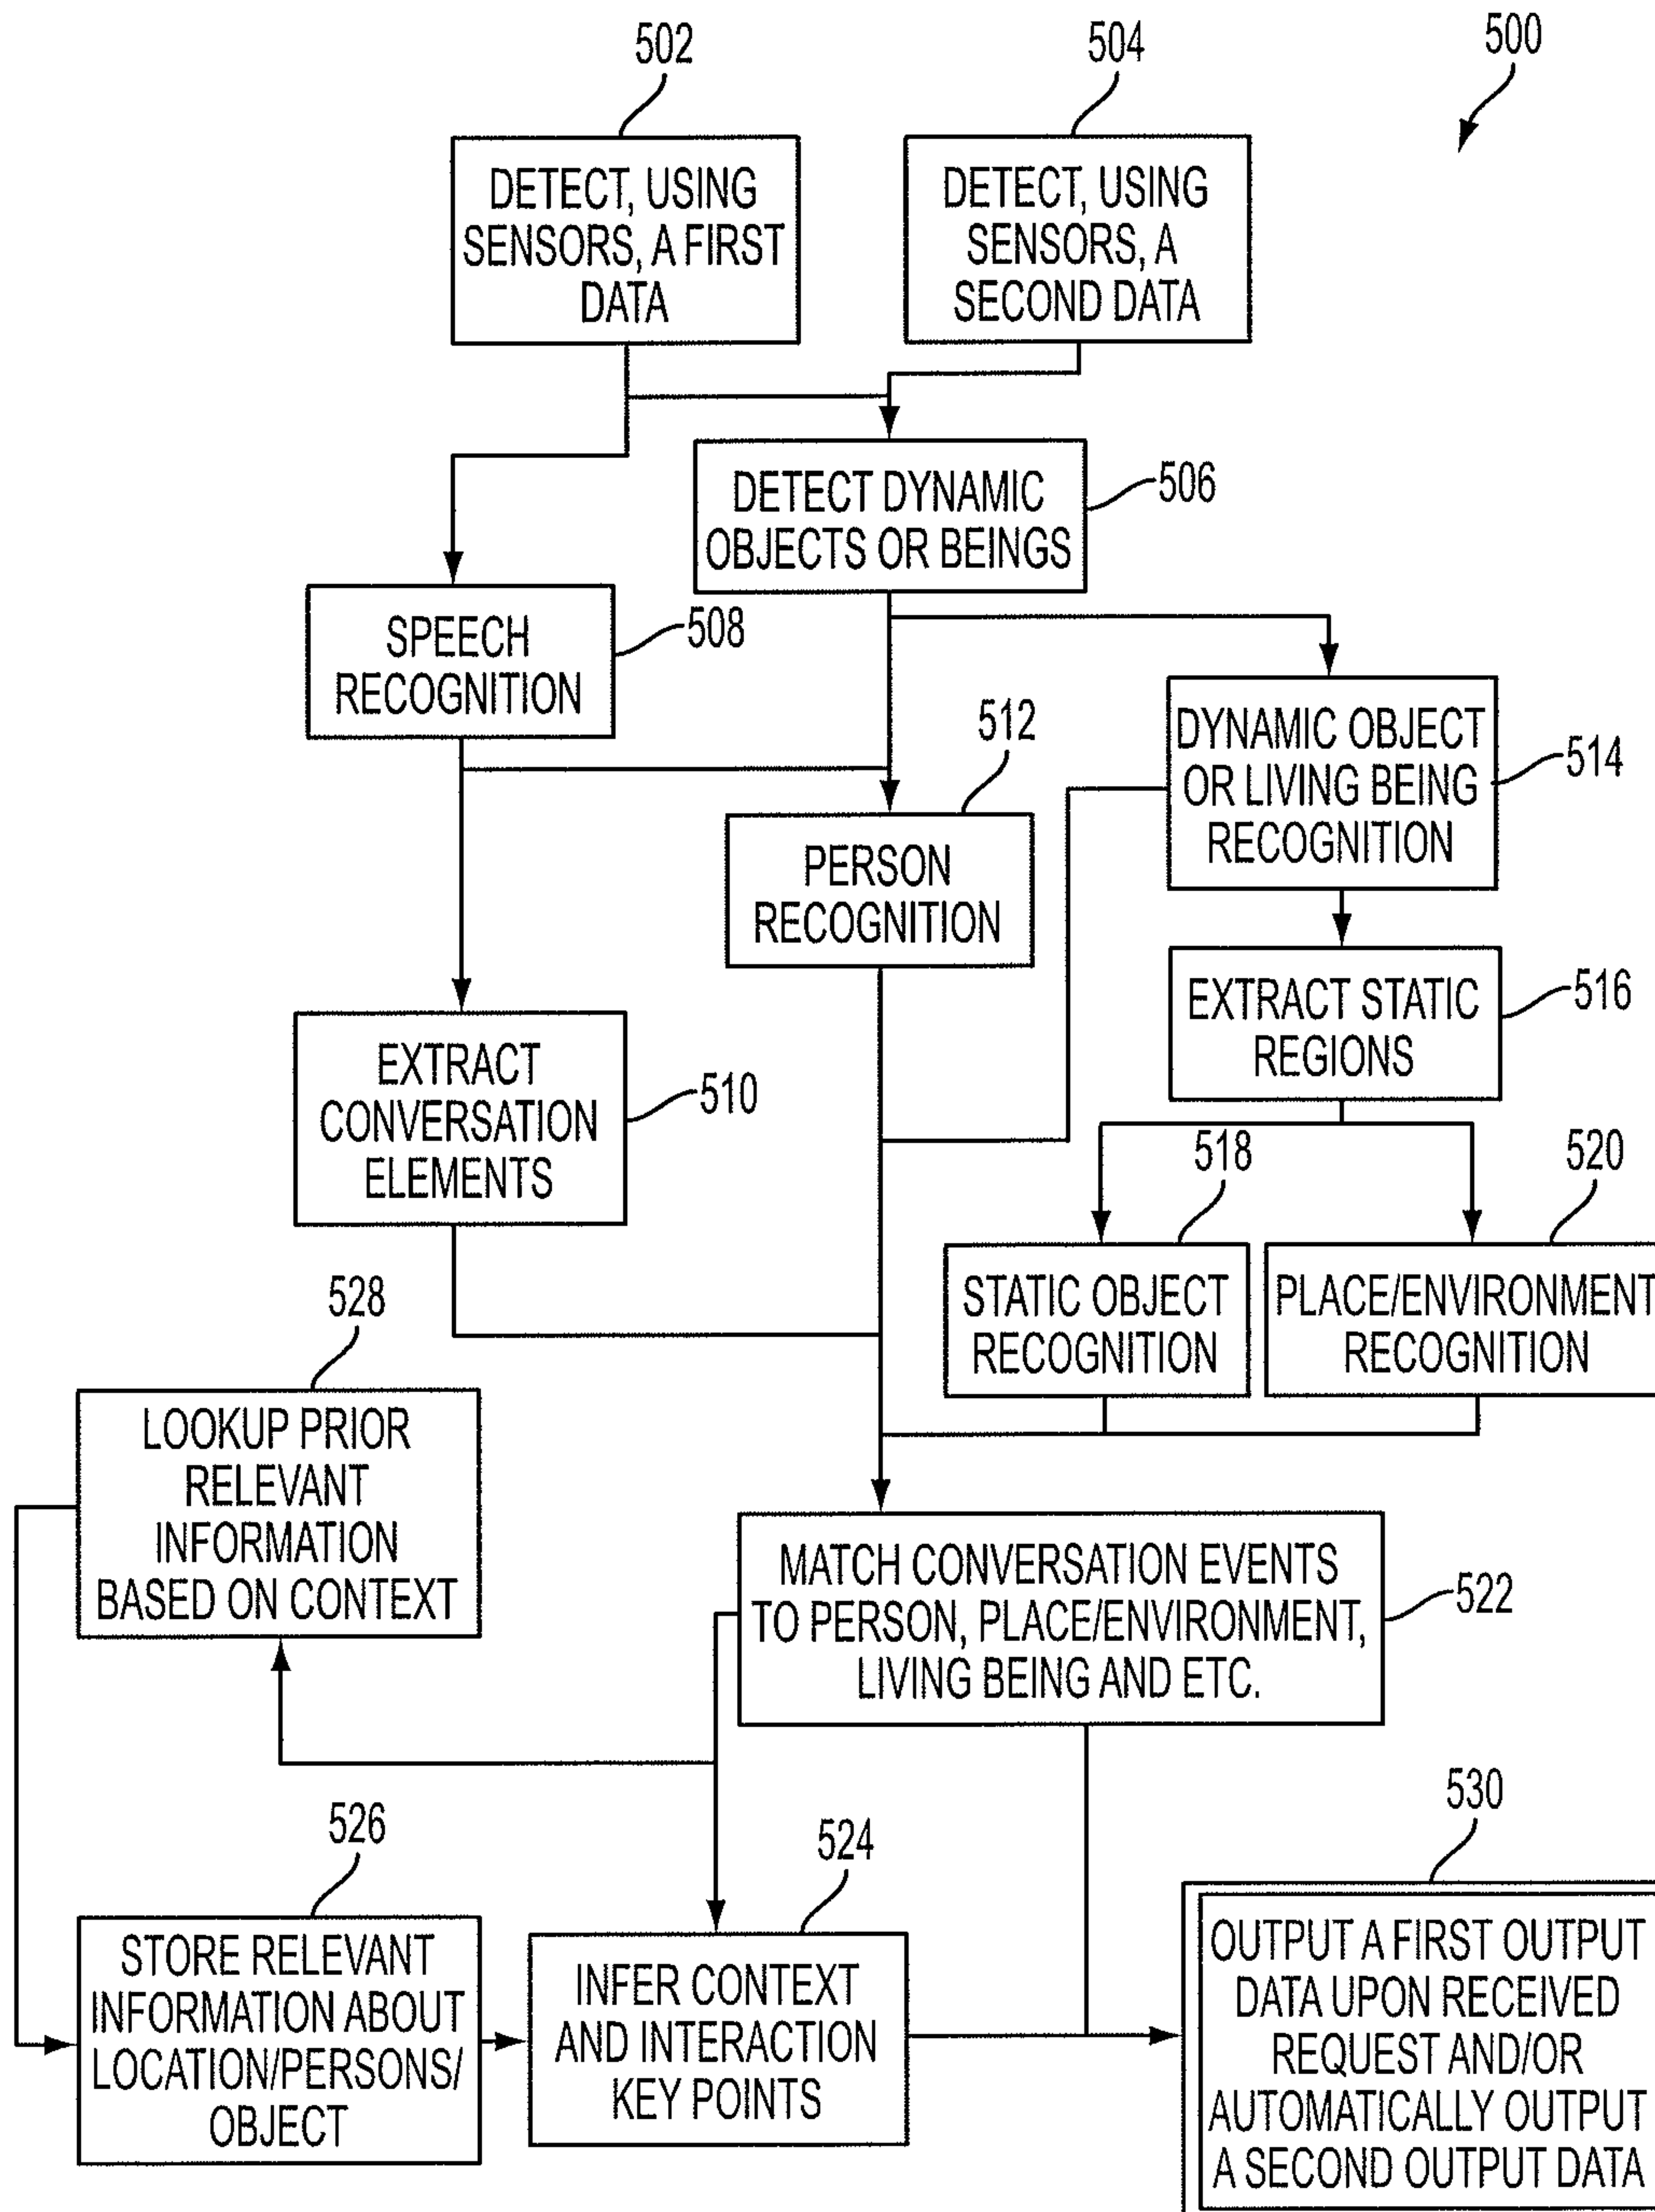 502
504
500
DETECT, USING
SENSORS, A FIRST
DATA
DETECT, USING
SENSORS, A
SECOND DATA
DETECT DYNAMIC
OBJECTS OR BEINGS
506
SPEECH
RECOGNITION
508
512
DYNAMIC OBJECT
OR LIVING BEING
RECOGNITION
514
PERSON
RECOGNITION
EXTRACT STATIC
REGIONS
516
EXTRACT
CONVERSATION
ELEMENTS
510
518
520
STATIC OBJECT
RECOGNITION
PLACE/ENVIRONMENT
RECOGNITION
528
LOOKUP PRIOR
RELEVANT
INFORMATION
BASED ON CONTEXT
MATCH CONVERSATION EVENTS
TO PERSON, PLACE/ENVIRONMENT,
LIVING BEING AND ETC.
522
526
524
530
STORE RELEVANT
INFORMATION ABOUT
LOCATION/PERSONS/
OBJECT
INFER CONTEXT
AND INTERACTION
KEY POINTS
OUTPUT A FIRST OUTPUT
DATA UPON RECEIVED
REQUEST AND/OR
AUTOMATICALLY OUTPUT
A SECOND OUTPUT DATA